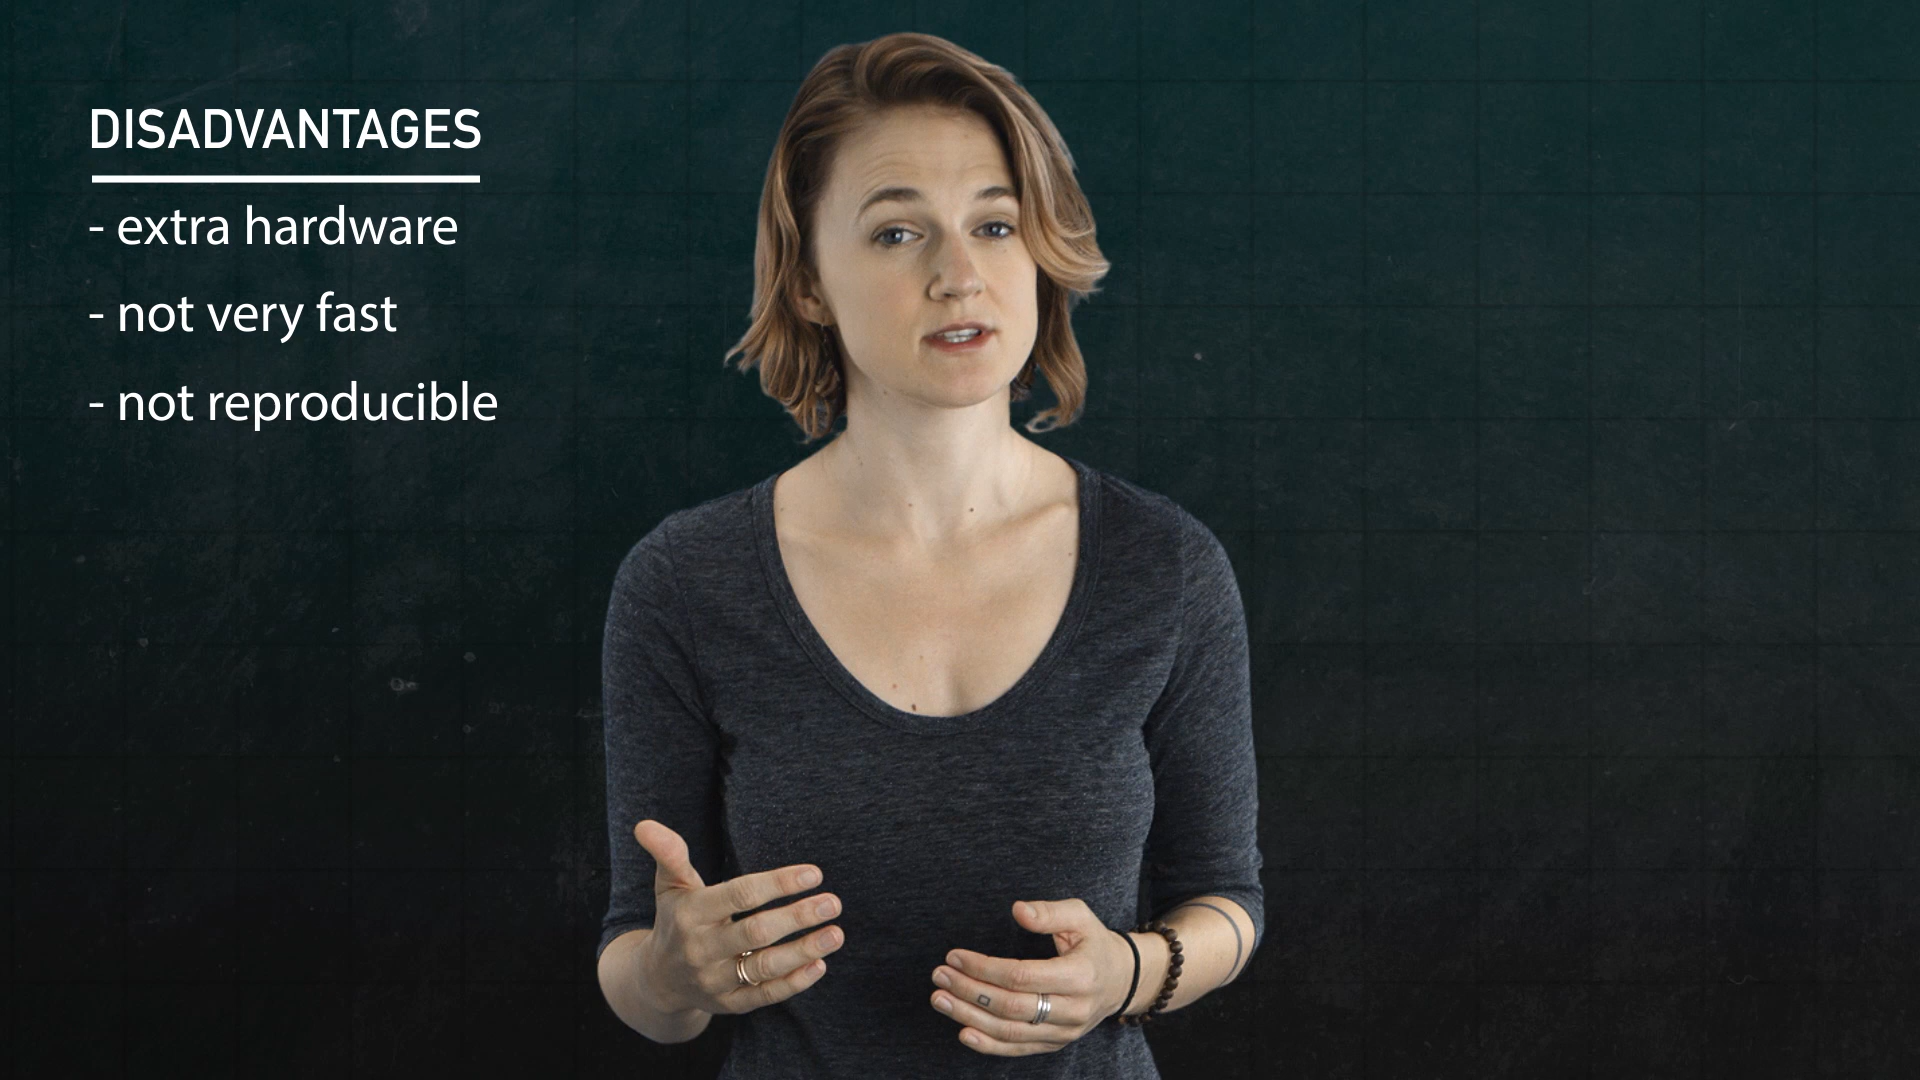 DISADVANTAGES
- extra hardware
- not very fast
- not reproducible